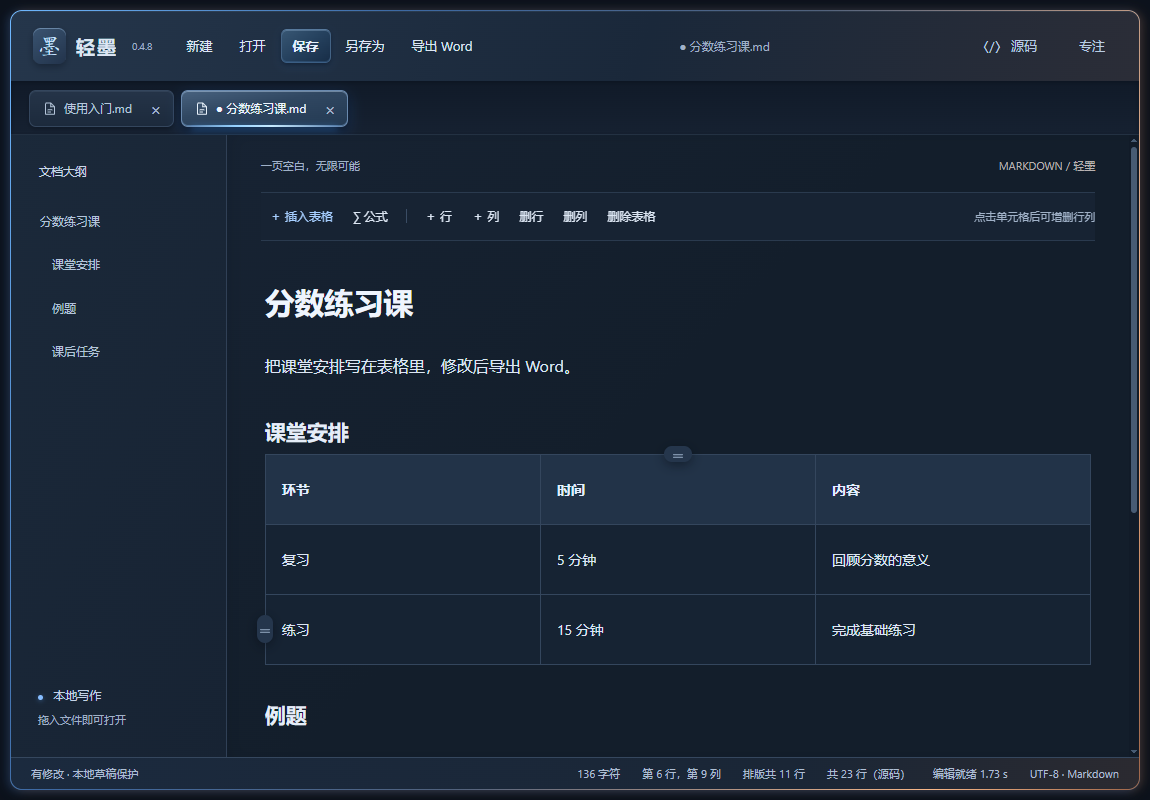 墨 轻墨 0.4.8 新建 打开 保存 另存为 导出 Word ● 分数练习课.md 源码 专注
使用入门.md × ● 分数练习课.md ×
文档大纲
分数练习课
课堂安排
例题
课后任务
本地写作
拖入文件即可打开
一页空白，无限可能 MARKDOWN / 轻墨
+ 插入表格 ∑ 公式 + 行 + 列 删行 删列 删除表格 点击单元格后可增删行列
分数练习课
把课堂安排写在表格里，修改后导出 Word。
课堂安排
环节 时间 内容
复习 5 分钟 回顾分数的意义
练习 15 分钟 完成基础练习
例题
有修改 · 本地草稿保护 136 字符 第 6 行，第 9 列 排版共 11 行 共 23 行（源码） 编辑就绪 1.73 s UTF-8 · Markdown